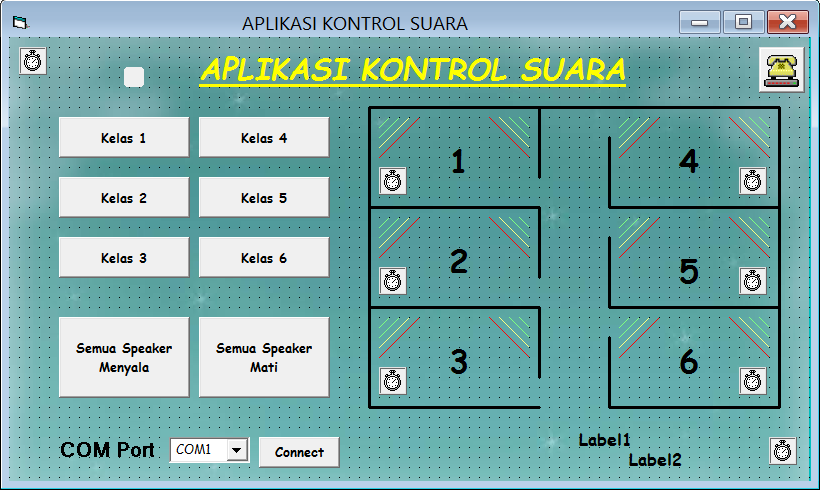 APLIKASI KONTROL SUARA
APLIKASI KONTROL SUARA
Kelas 1
Kelas 4
1
4
Kelas 2
Kelas 5
2
5
Kelas 3
Kelas 6
3
6
Semua Speaker
Menyala
Semua Speaker
Mati
COM Port
COM1
Connect
Label1
Label2